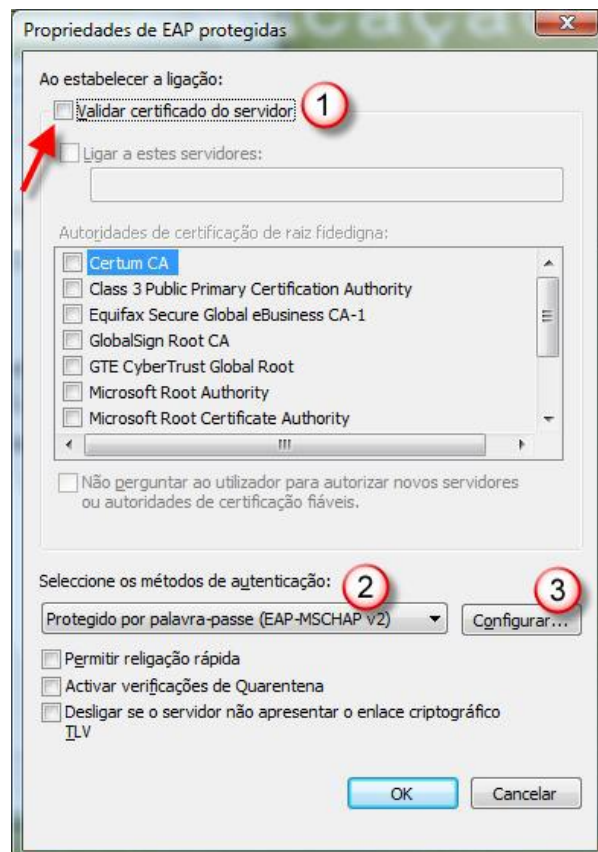 Propriedades de EAP protegidas
Ao estabelecer a ligação:
Validar certificado do servidor
1
Ligar a estes servidores:
Autoridades de certificação de raiz fidedigna:
Certum CA
Class 3 Public Primary Certification Authority
Equifax Secure Global eBusiness CA-1
GlobalSign Root CA
GTE CyberTrust Global Root
Microsoft Root Authority
Microsoft Root Certificate Authority
Não perguntar ao utilizador para autorizar novos servidores
ou autoridades de certificação fiáveis.
Seleccione os métodos de autenticação:
2
3
Protegido por palavra-passe (EAP-MSCHAP v2)
Configurar...
Permitir religação rápida
Activar verificações de Quarentena
Desligar se o servidor não apresentar o enlace criptográfico
TLV
OK
Cancelar